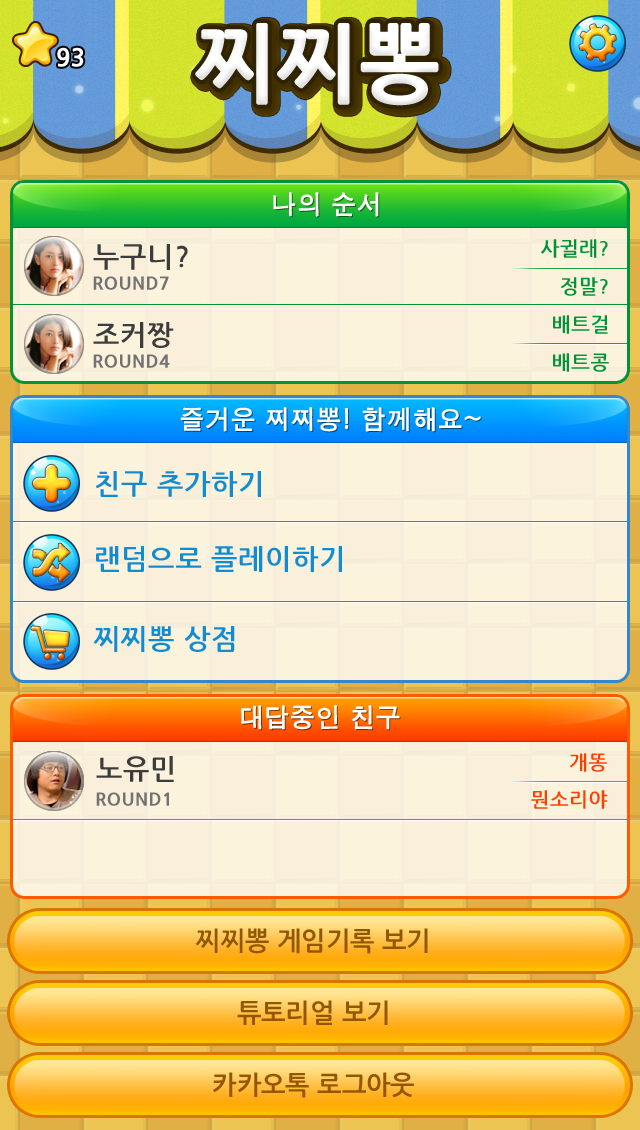 93
찌찌뽕
나의 순서
누구니?
ROUND7
사귈래?
정말?
조커짱
ROUND4
배트걸
배트콩
즐거운 찌찌뽕! 함께해요~
친구 추가하기
랜덤으로 플레이하기
찌찌뽕 상점
대답중인 친구
노유민
ROUND1
개똥
뭔소리야
찌찌뽕 게임기록 보기
튜토리얼 보기
카카오톡 로그아웃